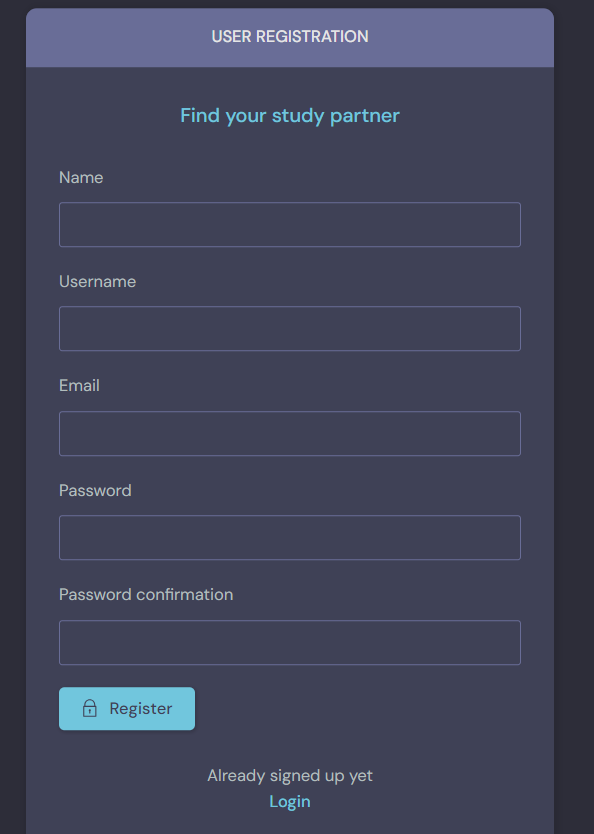 USER REGISTRATION
Find your study partner
Name
Username
Email
Password
Password confirmation
Register
Already signed up yet
Login